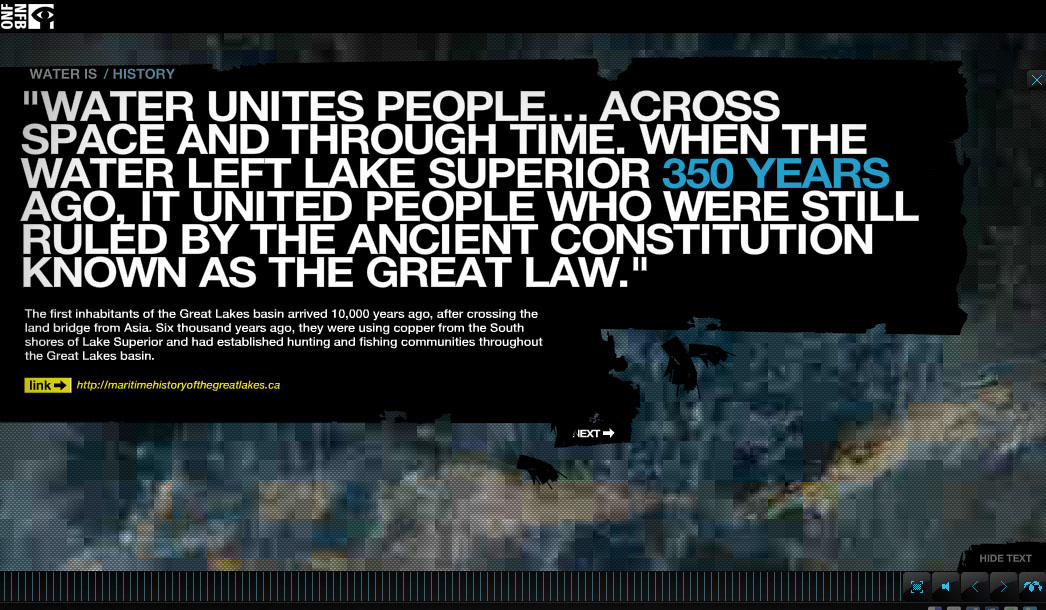 NFB
ONF
WATER IS / HISTORY
"WATER UNITES PEOPLE... ACROSS
SPACE AND THROUGH TIME. WHEN THE
WATER LEFT LAKE SUPERIOR 350 YEARS
AGO, IT UNITED PEOPLE WHO WERE STILL
RULED BY THE ANCIENT CONSTITUTION
KNOWN AS THE GREAT LAW."
The first inhabitants of the Great Lakes basin arrived 10,000 years ago, after crossing the
land bridge from Asia. Six thousand years ago, they were using copper from the South
shores of Lake Superior and had established hunting and fishing communities throughout
the Great Lakes basin.
link http://maritimehistoryofthegreatlakes.ca
NEXT
HIDE TEXT